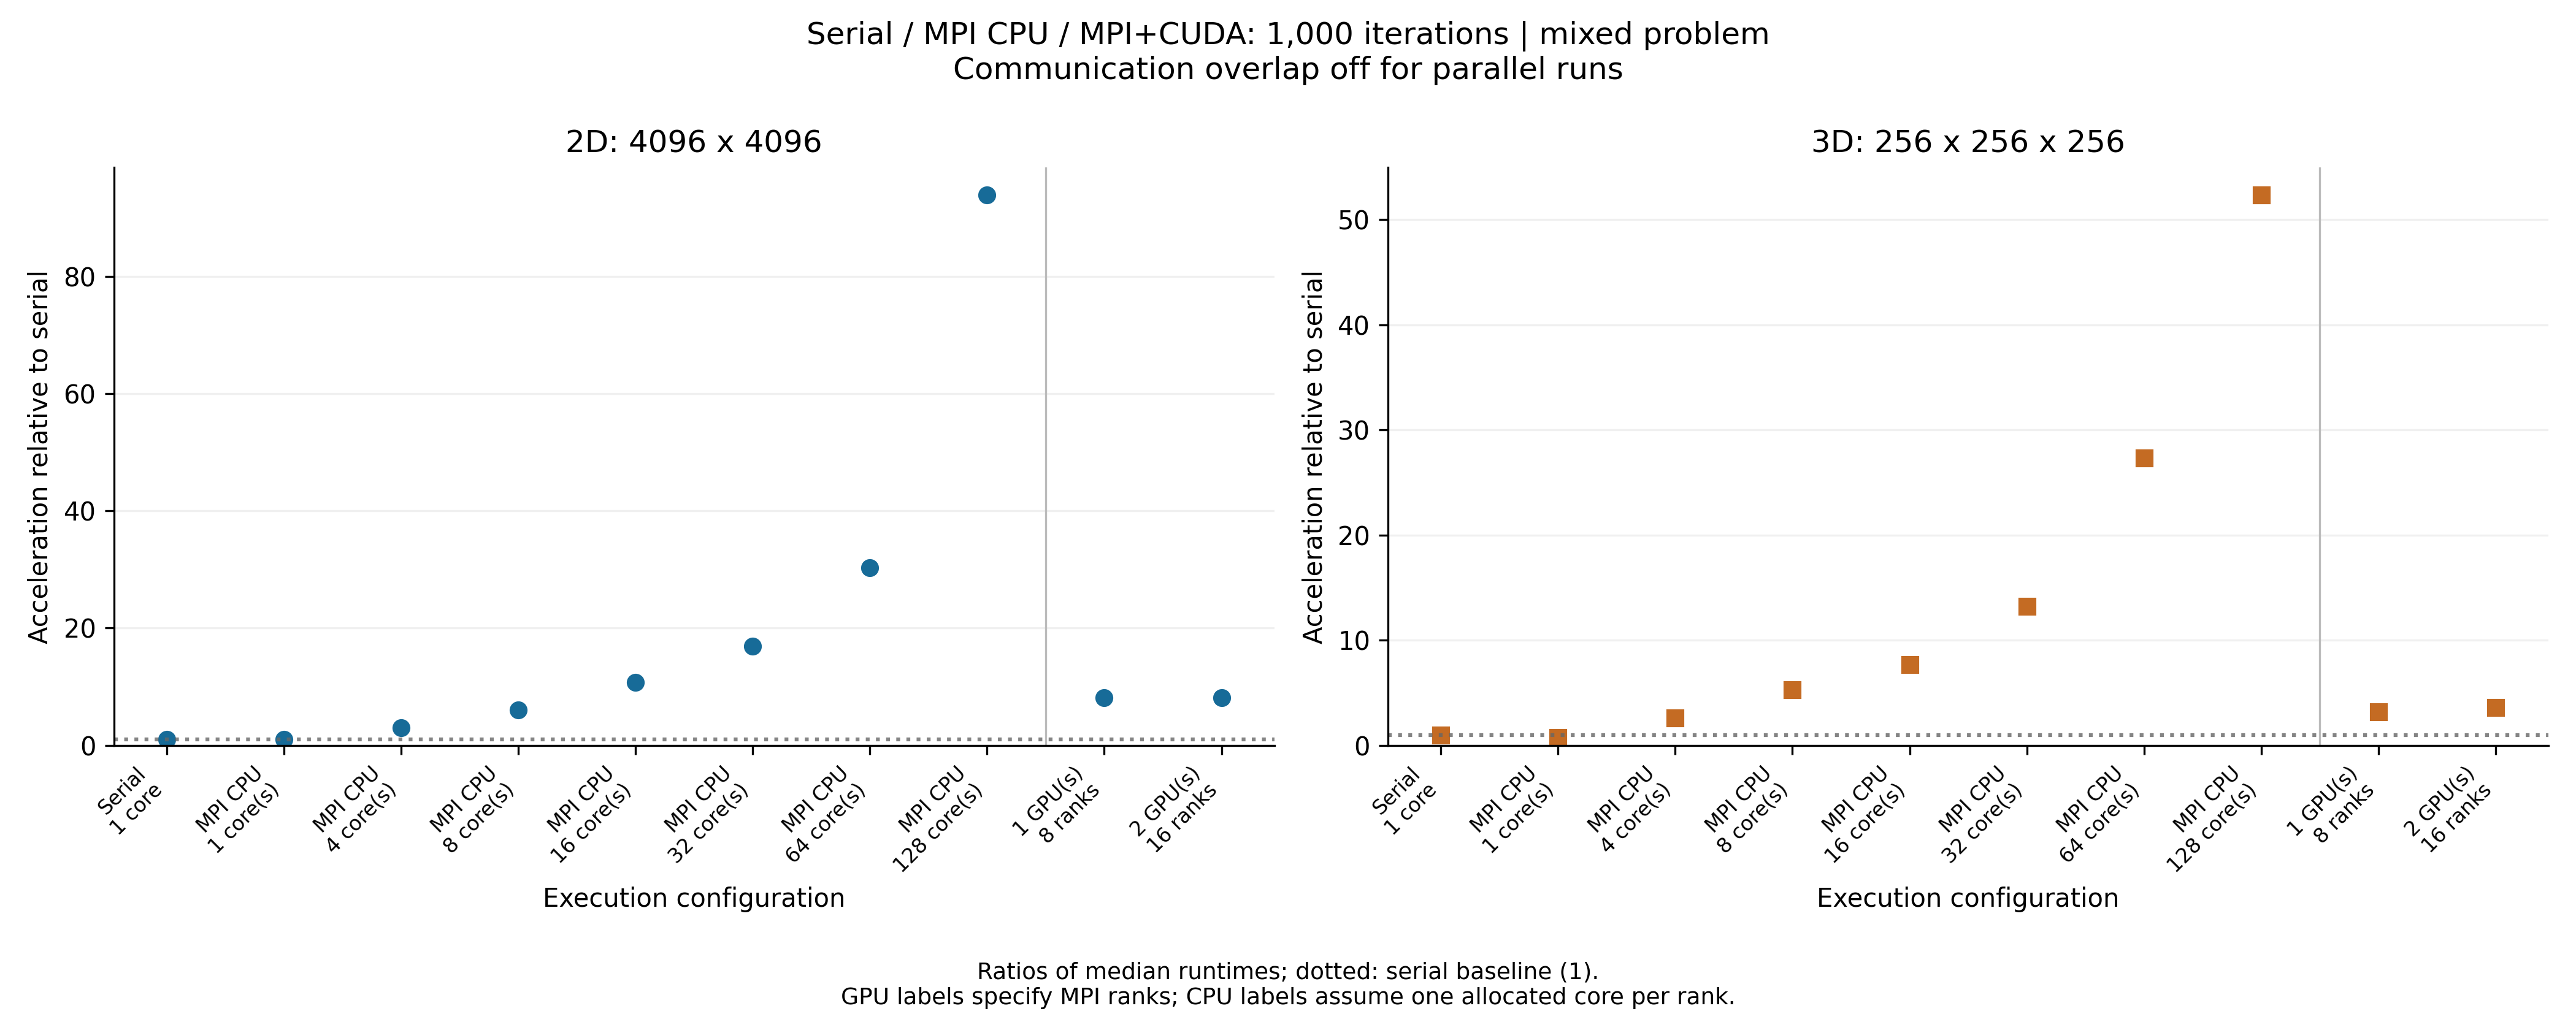 Serial / MPI CPU / MPI+CUDA: 1,000 iterations | mixed problem
Communication overlap off for parallel runs
2D: 4096 x 4096
Acceleration relative to serial
80
60
40
20
0
Serial
1 core
MPI CPU
1 core(s)
MPI CPU
4 core(s)
MPI CPU
8 core(s)
MPI CPU
16 core(s)
MPI CPU
32 core(s)
MPI CPU
64 core(s)
MPI CPU
128 core(s)
1 GPU(s)
8 ranks
2 GPU(s)
16 ranks
Execution configuration
3D: 256 x 256 x 256
Acceleration relative to serial
50
40
30
20
10
0
Serial
1 core
MPI CPU
1 core(s)
MPI CPU
4 core(s)
MPI CPU
8 core(s)
MPI CPU
16 core(s)
MPI CPU
32 core(s)
MPI CPU
64 core(s)
MPI CPU
128 core(s)
1 GPU(s)
8 ranks
2 GPU(s)
16 ranks
Execution configuration
Ratios of median runtimes; dotted: serial baseline (1).
GPU labels specify MPI ranks; CPU labels assume one allocated core per rank.